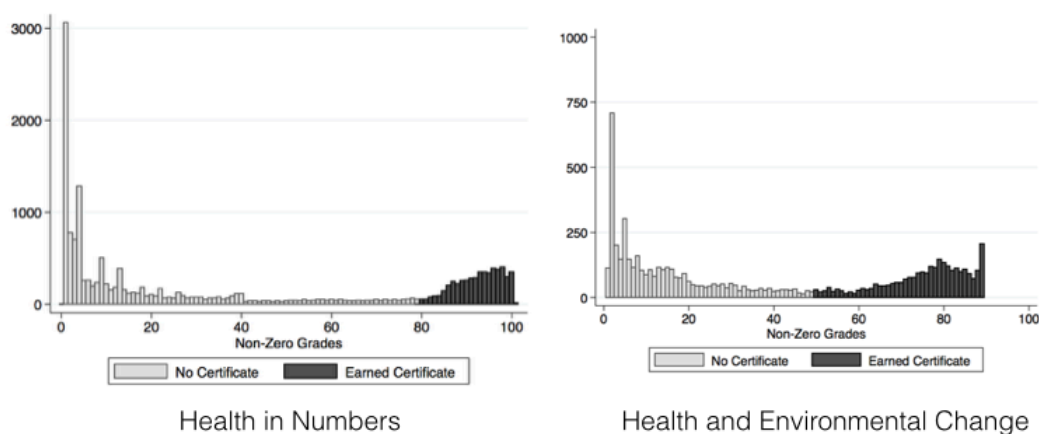 3000
2000
1000
0
0 20 40 60 80 100
Non-Zero Grades
No Certificate Earned Certificate
Health in Numbers
1000
750
500
250
0
0 20 40 60 80 100
Non-Zero Grades
No Certificate Earned Certificate
Health and Environmental Change